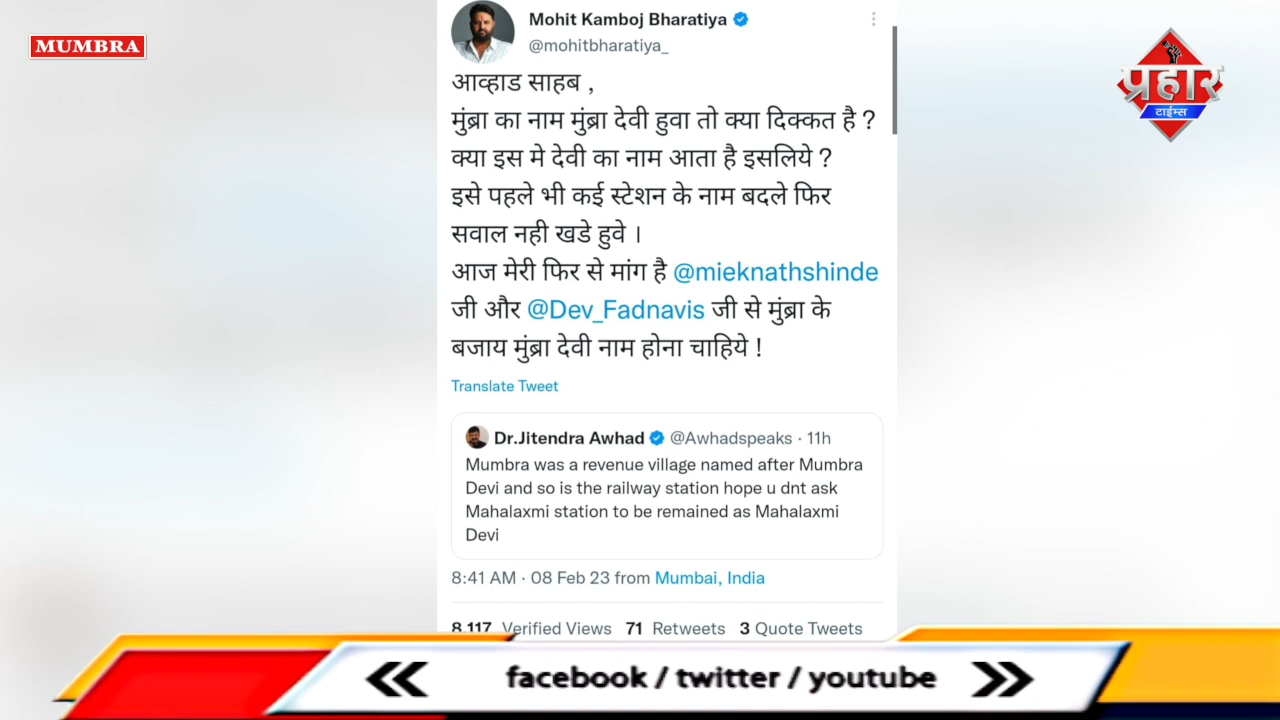 MUMBRA
Mohit Kamboj Bharatiya
@mohitbharatiya_
प्रहार
टाईम्स
आव्हाड साहब ,
मुंब्रा का नाम मुंब्रा देवी हुवा तो क्या दिक्कत है ?
क्या इस मे देवी का नाम आता है इसलिये ?
इसे पहले भी कई स्टेशन के नाम बदले फिर
सवाल नही खडे हुवे ।
आज मेरी फिर से मांग है @mieknathshinde
जी और @Dev_Fadnavis जी से मुंब्रा के
बजाय मुंब्रा देवी नाम होना चाहिये !
Translate Tweet
Dr.Jitendra Awhad @Awhadspeaks · 11h
Mumbra was a revenue village named after Mumbra
Devi and so is the railway station hope u dnt ask
Mahalaxmi station to be remained as Mahalaxmi
Devi
8:41 AM · 08 Feb 23 from Mumbai, India
8,117 Verified Views 71 Retweets 3 Quote Tweets
facebook / twitter / youtube